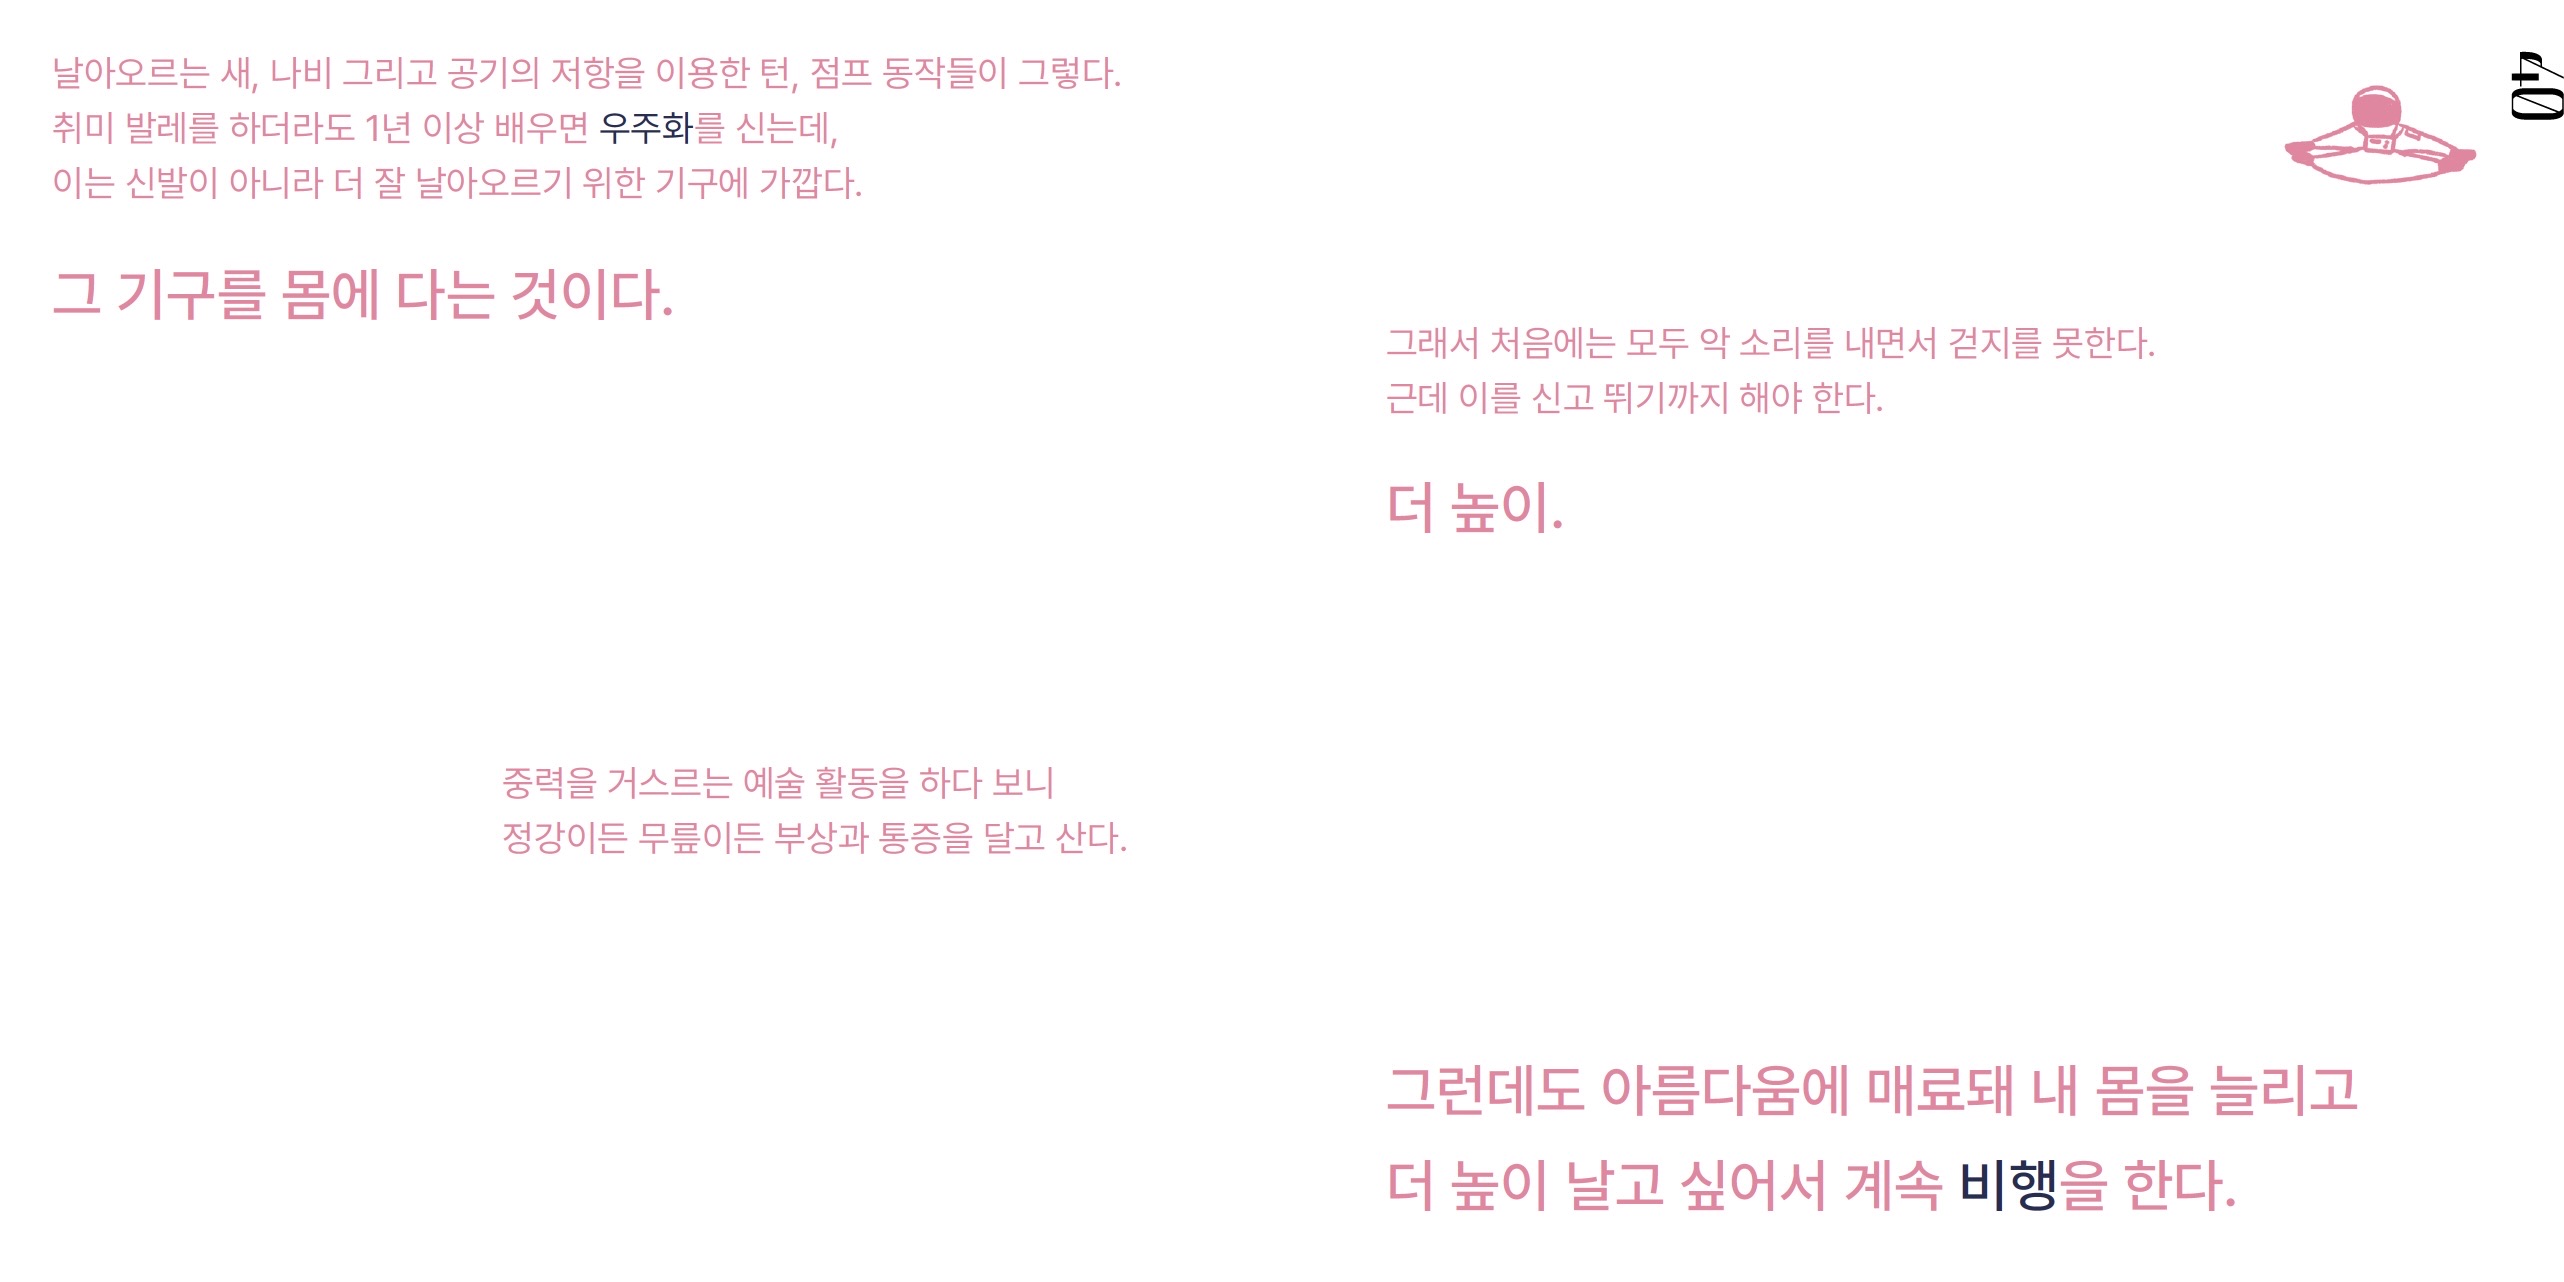 날아오르는 새, 나비 그리고 공기의 저항을 이용한 턴, 점프 동작들이 그렇다.
취미 발레를 하더라도 1년 이상 배우면 우주화를 신는데,
이는 신발이 아니라 더 잘 날아오르기 위한 기구에 가깝다.
그 기구를 몸에 다는 것이다.
중력을 거스르는 예술 활동을 하다 보니
정강이든 무릎이든 부상과 통증을 달고 산다.
04
그래서 처음에는 모두 악 소리를 내면서 걷지를 못한다.
근데 이를 신고 뛰기까지 해야 한다.
더 높이.
그런데도 아름다움에 매료돼 내 몸을 늘리고
더 높이 날고 싶어서 계속 비행을 한다.